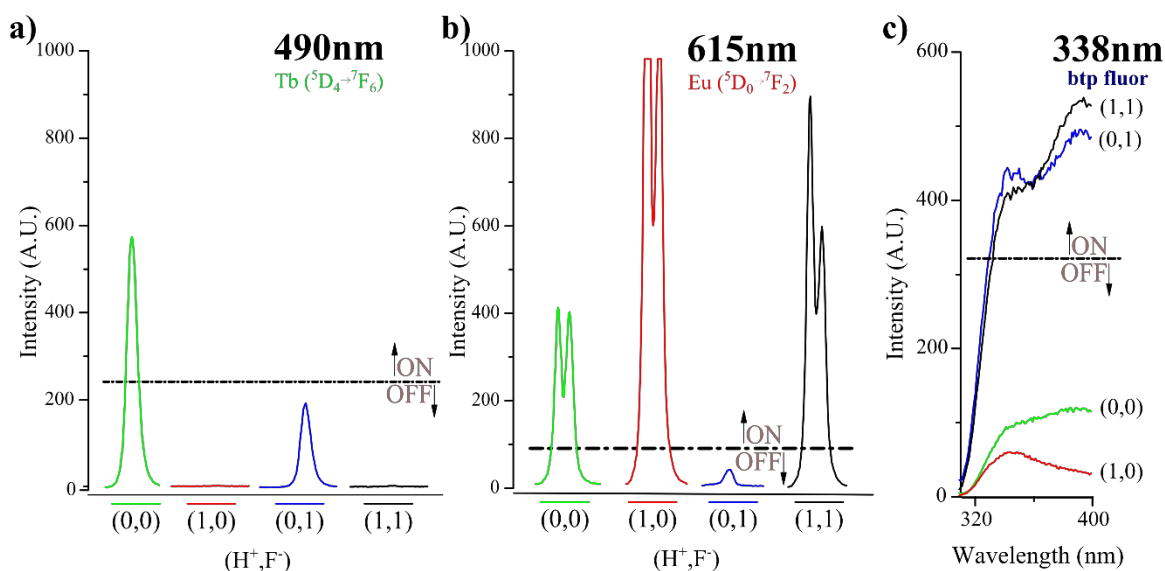 a)
490nm
Tb (⁵D₄→⁷F₆)
Intensity (A.U.)
1000
800
600
400
200
0
ON
OFF
(0,0) (1,0) (0,1) (1,1)
(H⁺,F⁻)
b)
615nm
Eu (⁵D₀→⁷F₂)
Intensity (A.U.)
1000
800
600
400
200
0
ON
OFF
(0,0) (1,0) (0,1) (1,1)
(H⁺,F⁻)
c)
338nm
btp fluor
(1,1)
(0,1)
Intensity (A.U.)
600
400
200
0
ON
OFF
(0,0)
(1,0)
320 400
Wavelength (nm)